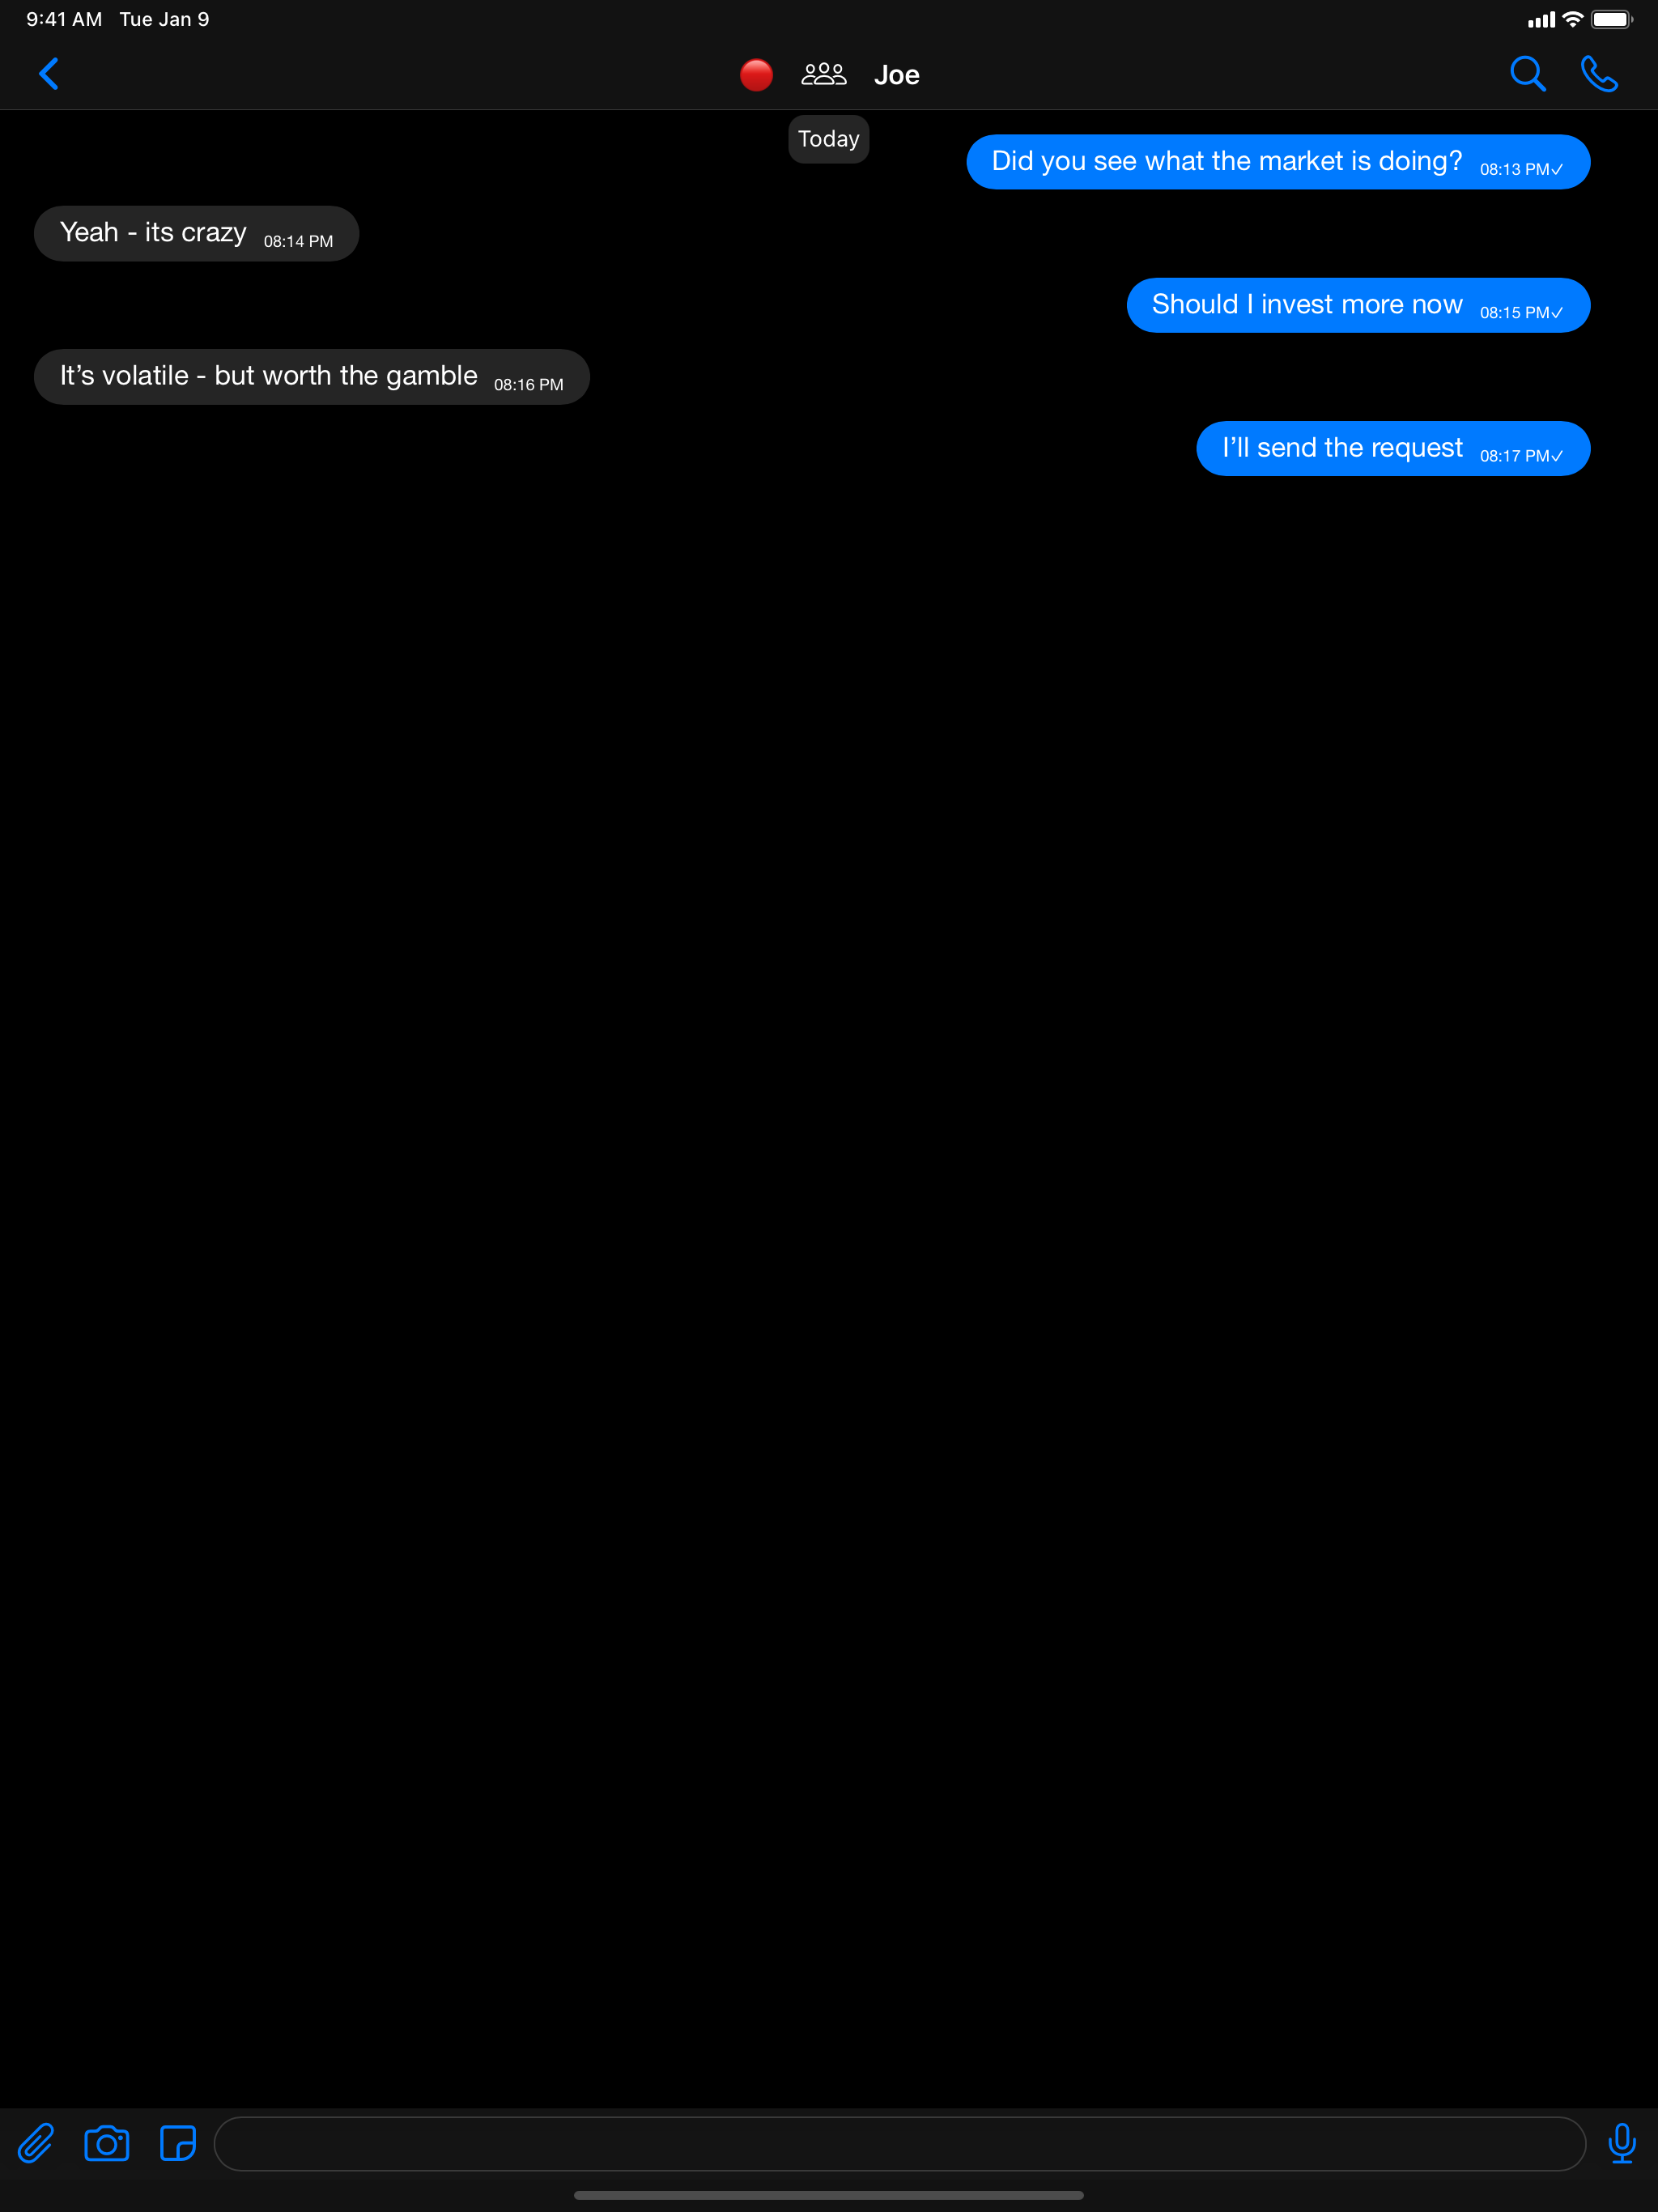 9:41 AM Tue Jan 9
Joe
Today
Did you see what the market is doing? 08:13 PM✓
Yeah - its crazy 08:14 PM
Should I invest more now 08:15 PM✓
It’s volatile - but worth the gamble 08:16 PM
I’ll send the request 08:17 PM✓